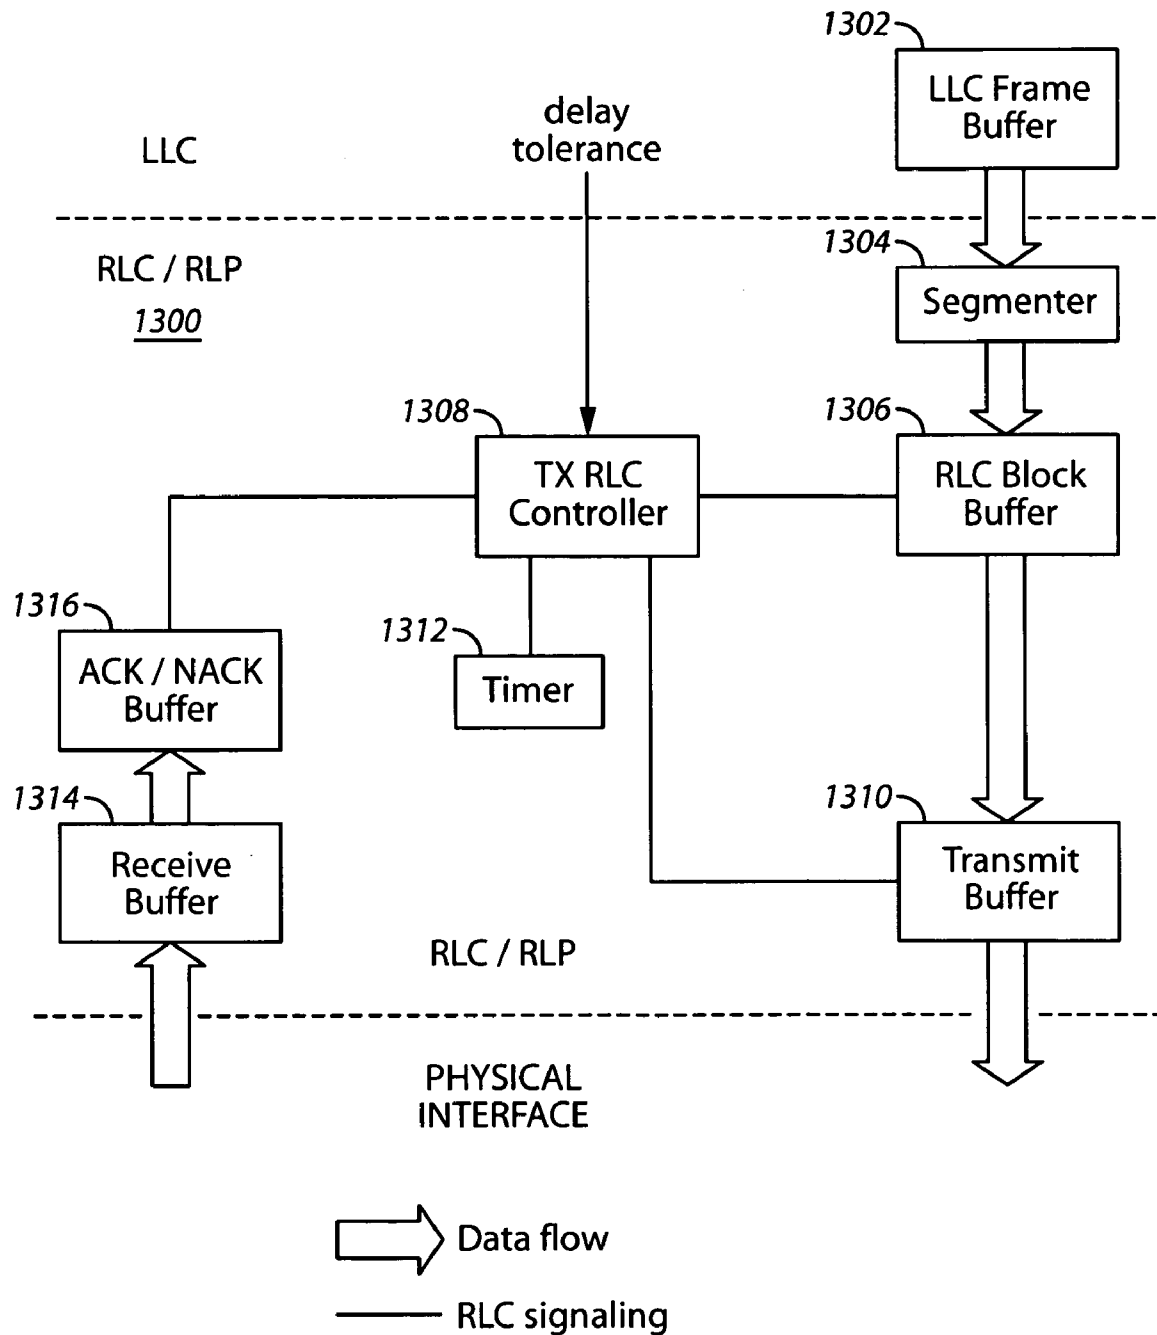 1302
LLC Frame
Buffer
delay
tolerance
LLC
1304
RLC / RLP
1300
Segmenter
1308
TX RLC
Controller
1306
RLC Block
Buffer
1316
ACK / NACK
Buffer
1312
Timer
1314
Receive
Buffer
1310
Transmit
Buffer
RLC / RLP
PHYSICAL
INTERFACE
Data flow
RLC signaling